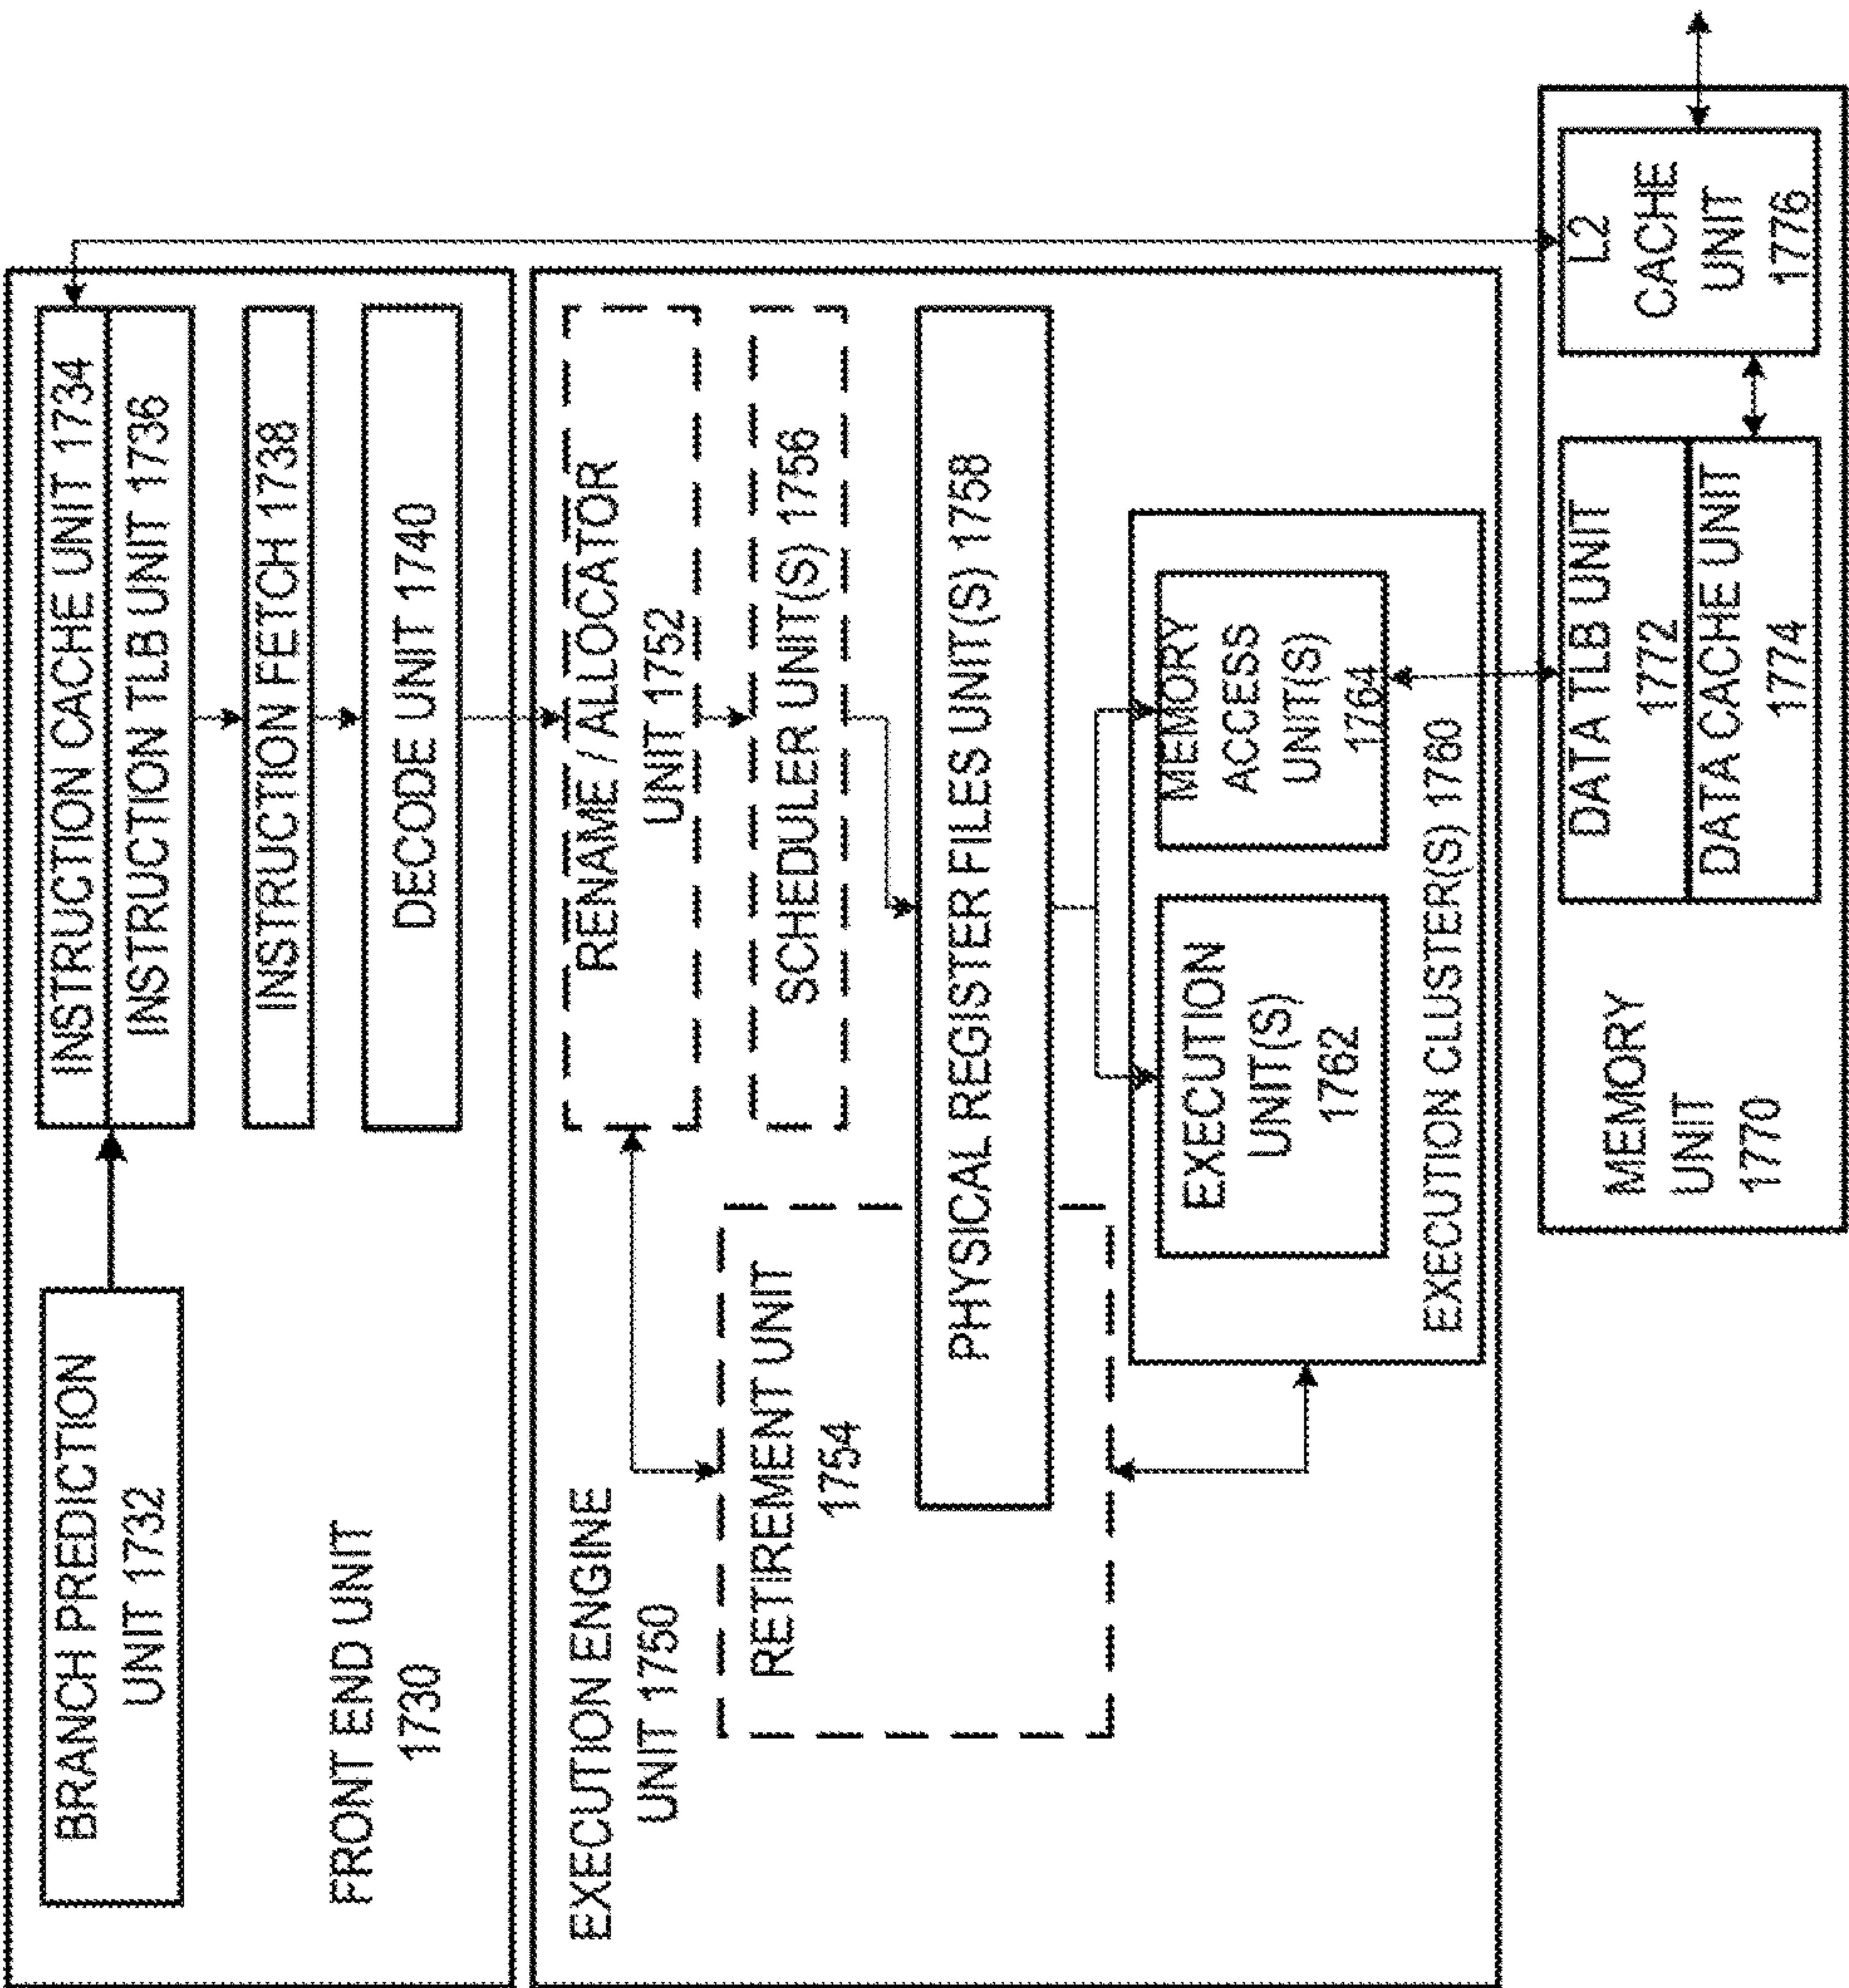 BRANCH PREDICTION
UNIT 1732
INSTRUCTION CACHE UNIT 1734
INSTRUCTION TLB UNIT 1736
INSTRUCTION FETCH 1738
DECODE UNIT 1740
FRONT END UNIT
1730
EXECUTION ENGINE
UNIT 1750
RENAME / ALLOCATOR
UNIT 1752
RETIREMENT UNIT
1754
SCHEDULER UNIT(S) 1756
PHYSICAL REGISTER FILES UNIT(S) 1758
EXECUTION
UNIT(S)
1762
MEMORY
ACCESS
UNIT(S)
1764
EXECUTION CLUSTER(S) 1760
MEMORY
UNIT
1770
DATA TLB UNIT
1772
DATA CACHE UNIT
1774
L2
CACHE
UNIT
1776